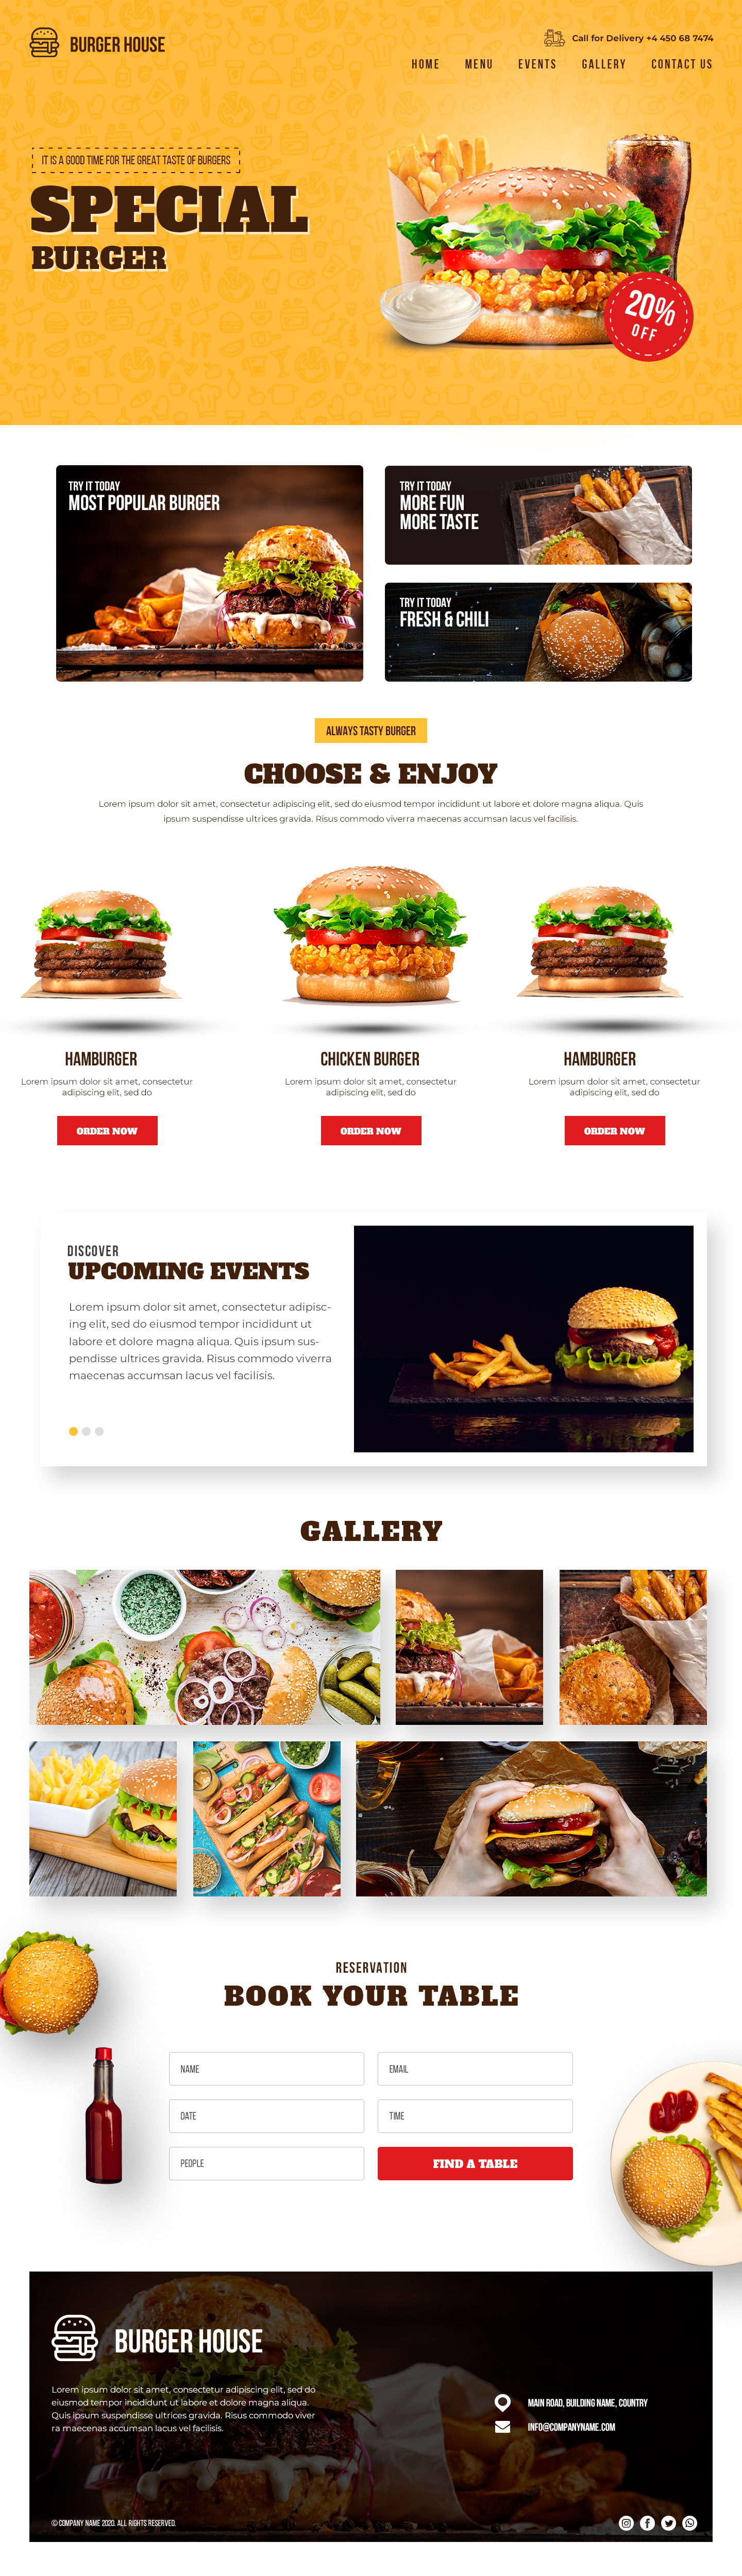 BURGER HOUSE
Call for Delivery +4 450 68 7474
HOME MENU EVENTS GALLERY CONTACT US
IT IS A GOOD TIME FOR THE GREAT TASTE OF BURGERS
SPECIAL
BURGER
20%
OFF
TRY IT TODAY
MOST POPULAR BURGER
TRY IT TODAY
MORE FUN
MORE TASTE
TRY IT TODAY
FRESH & CHILI
ALWAYS TASTY BURGER
CHOOSE & ENJOY
Lorem ipsum dolor sit amet, consectetur adipiscing elit, sed do eiusmod tempor incididunt ut labore et dolore magna aliqua. Quis
ipsum suspendisse ultrices gravida. Risus commodo viverra maecenas accumsan lacus vel facilisis.
HAMBURGER
Lorem ipsum dolor sit amet, consectetur
adipiscing elit, sed do
ORDER NOW
CHICKEN BURGER
Lorem ipsum dolor sit amet, consectetur
adipiscing elit, sed do
ORDER NOW
HAMBURGER
Lorem ipsum dolor sit amet, consectetur
adipiscing elit, sed do
ORDER NOW
DISCOVER
UPCOMING EVENTS
Lorem ipsum dolor sit amet, consectetur adipisc-
ing elit, sed do eiusmod tempor incididunt ut
labore et dolore magna aliqua. Quis ipsum sus-
pendisse ultrices gravida. Risus commodo viverra
maecenas accumsan lacus vel facilisis.
GALLERY
RESERVATION
BOOK YOUR TABLE
NAME
EMAIL
DATE
TIME
PEOPLE
FIND A TABLE
BURGER HOUSE
Lorem ipsum dolor sit amet, consectetur adipiscing elit, sed do
eiusmod tempor incididunt ut labore et dolore magna aliqua.
Quis ipsum suspendisse ultrices gravida. Risus commodo viver
ra maecenas accumsan lacus vel facilisis.
MAIN ROAD, BUILDING NAME, COUNTRY
INFO@COMPANYNAME.COM
© COMPANY NAME 2020. ALL RIGHTS RESERVED.